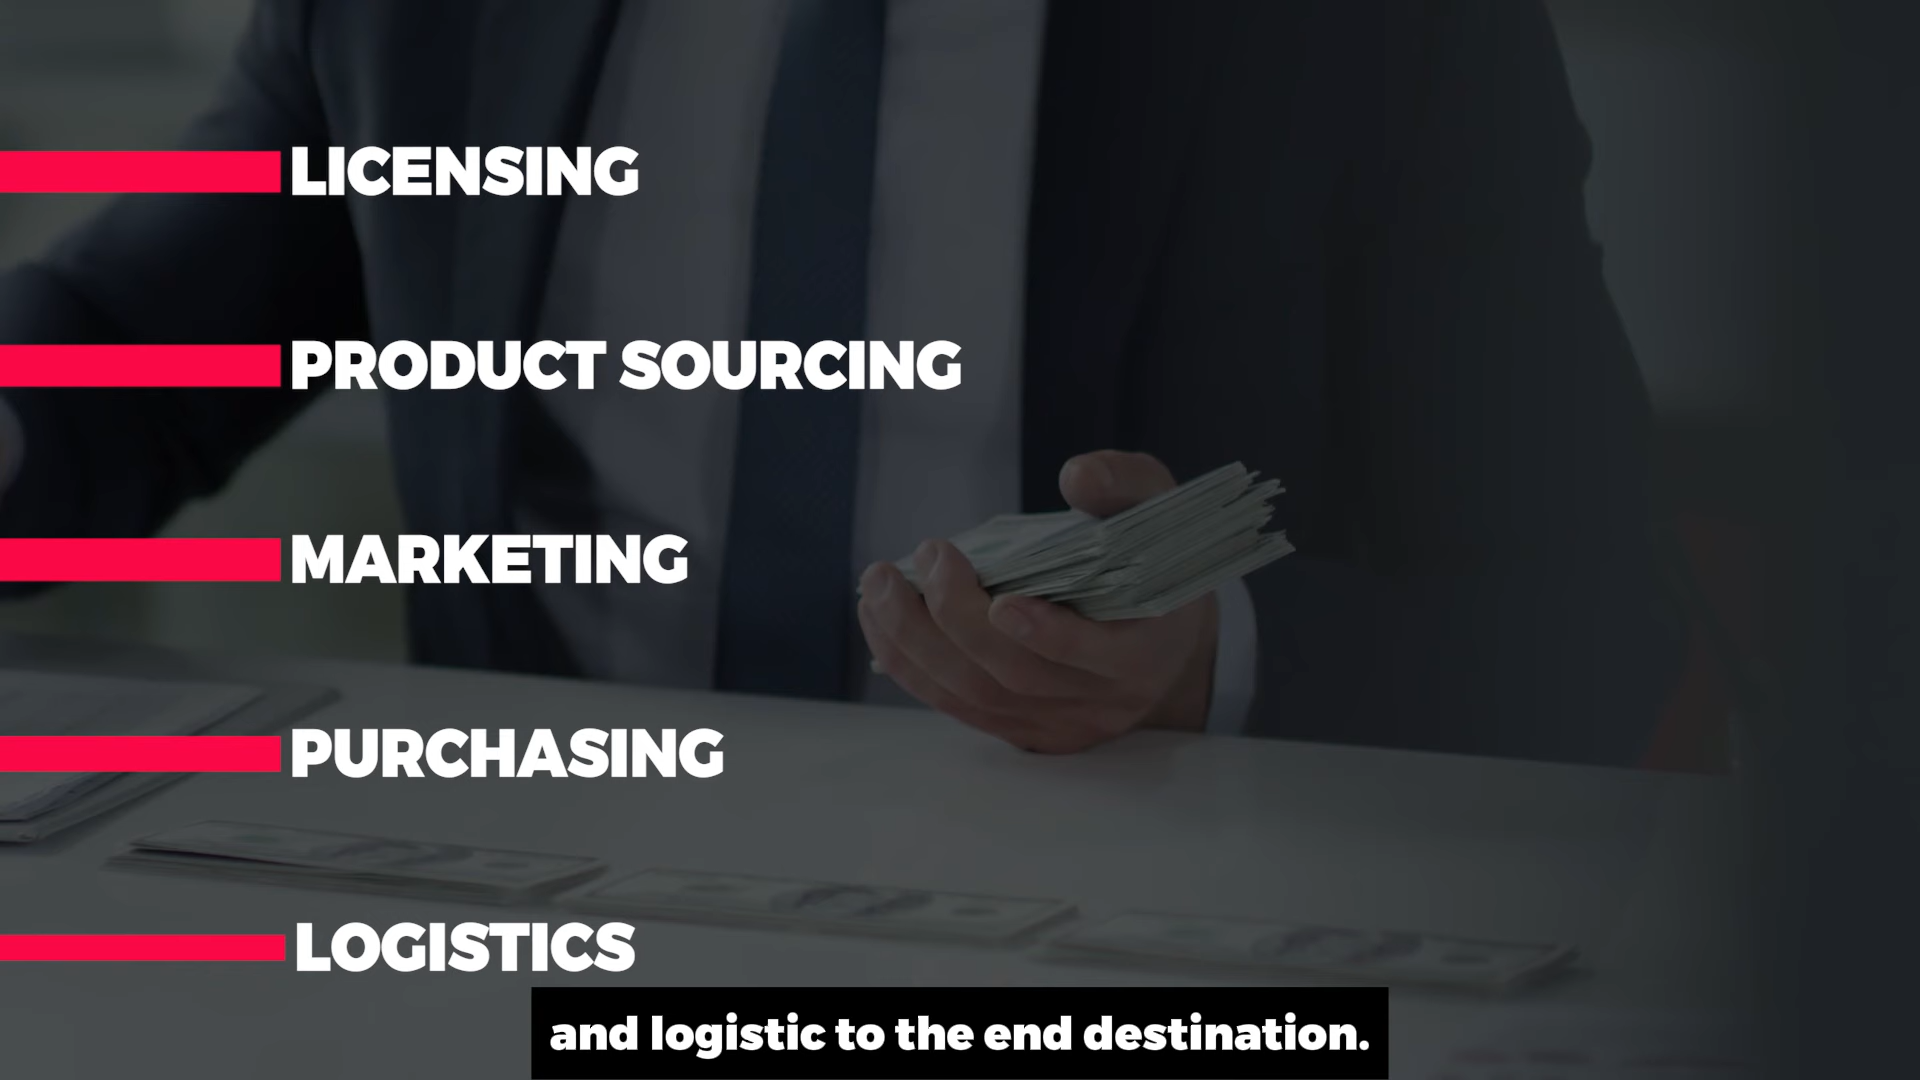 LICENSING
PRODUCT SOURCING
MARKETING
PURCHASING
LOGISTICS
and logistic to the end destination.